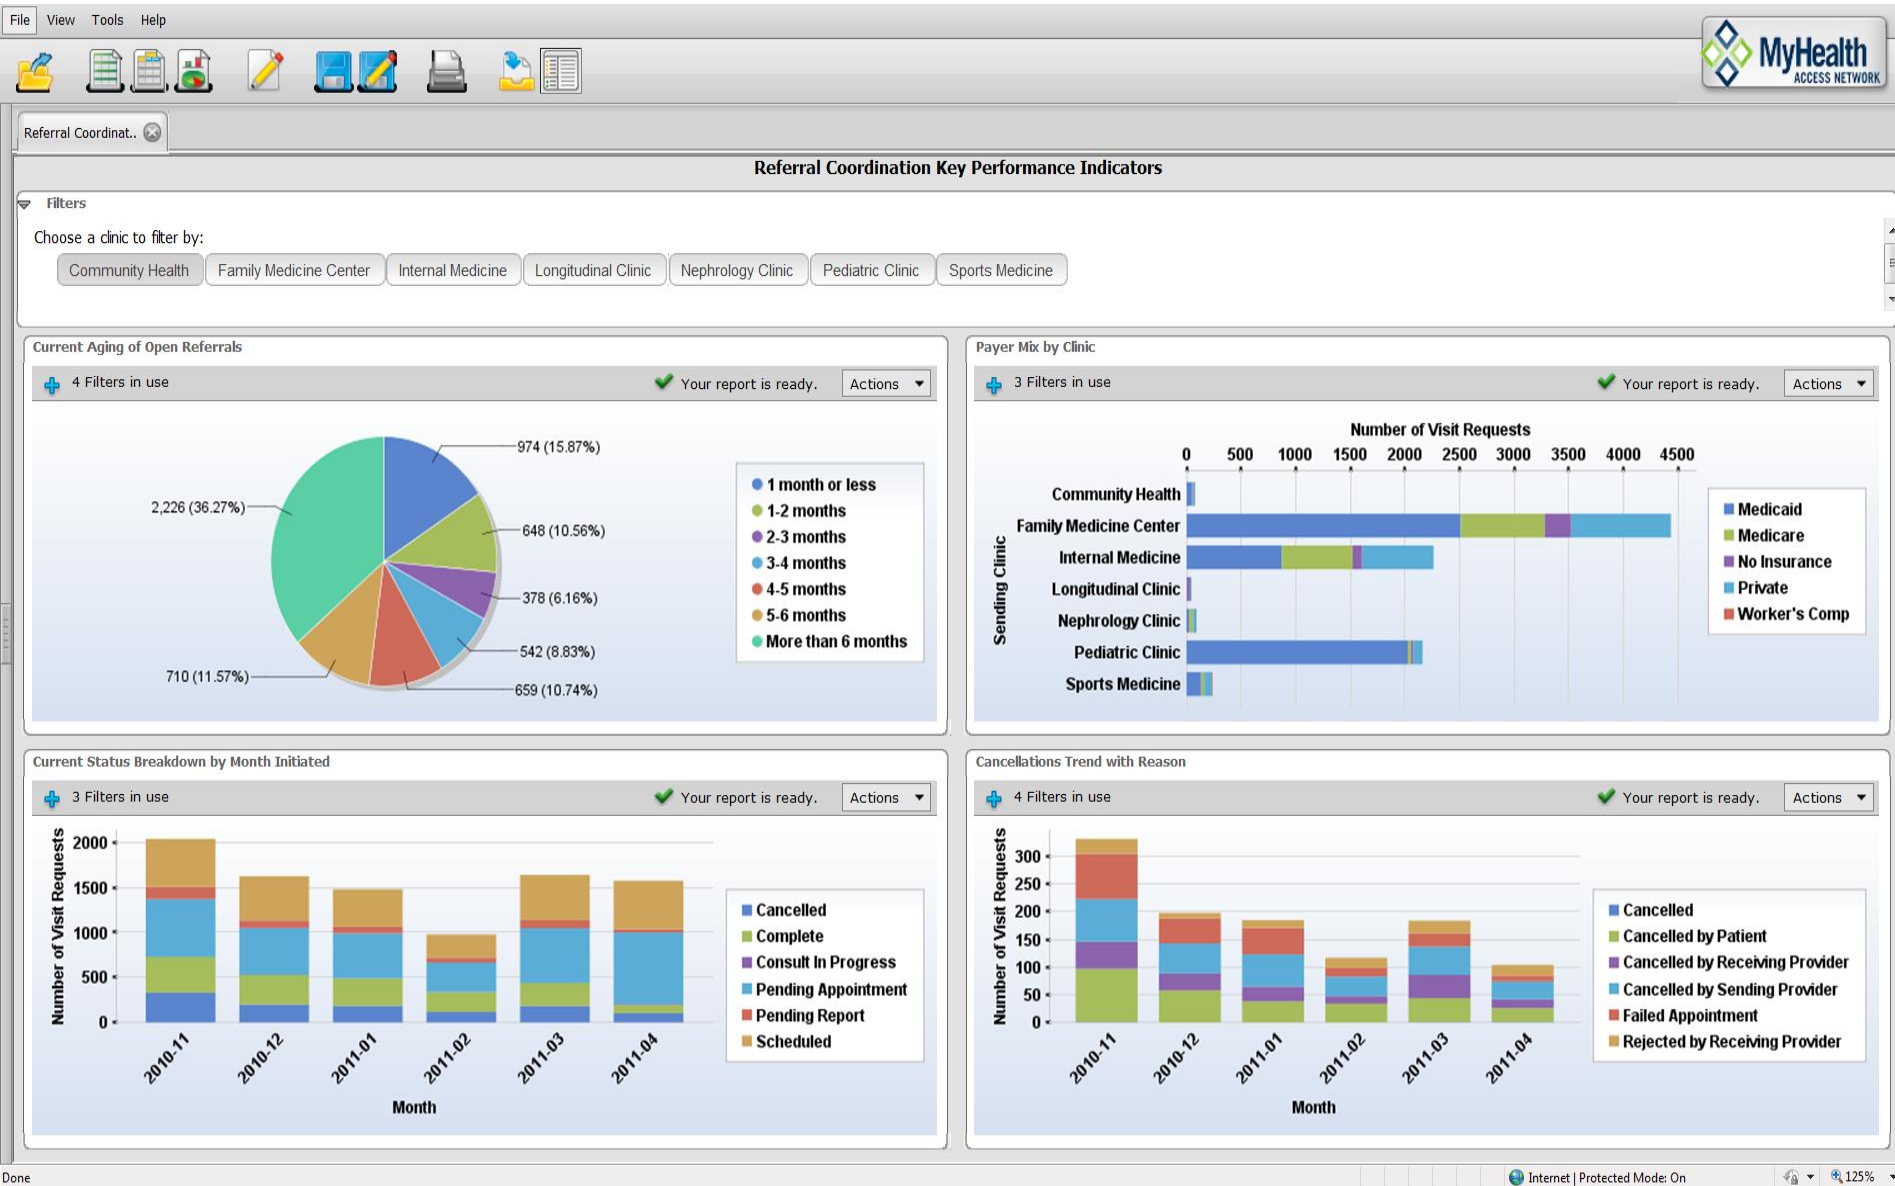 File View Tools Help
MyHealth
ACCESS NETWORK
Referral Coordinat..
Referral Coordination Key Performance Indicators
Filters
Choose a clinic to filter by:
Community Health Family Medicine Center Internal Medicine Longitudinal Clinic Nephrology Clinic Pediatric Clinic Sports Medicine
Current Aging of Open Referrals
4 Filters in use Your report is ready. Actions
974 (15.87%)
2,226 (36.27%)
648 (10.56%)
378 (6.16%)
542 (8.83%)
710 (11.57%)
659 (10.74%)
1 month or less
1-2 months
2-3 months
3-4 months
4-5 months
5-6 months
More than 6 months
Payer Mix by Clinic
3 Filters in use Your report is ready. Actions
Number of Visit Requests
0 500 1000 1500 2000 2500 3000 3500 4000 4500
Sending Clinic
Community Health
Family Medicine Center
Internal Medicine
Longitudinal Clinic
Nephrology Clinic
Pediatric Clinic
Sports Medicine
Medicaid
Medicare
No Insurance
Private
Worker's Comp
Current Status Breakdown by Month Initiated
3 Filters in use Your report is ready. Actions
Number of Visit Requests
2000
1500
1000
500
0
2010-11 2010-12 2011-01 2011-02 2011-03 2011-04
Month
Cancelled
Complete
Consult In Progress
Pending Appointment
Pending Report
Scheduled
Cancellations Trend with Reason
4 Filters in use Your report is ready. Actions
Number of Visit Requests
300
250
200
150
100
50
0
2010-11 2010-12 2011-01 2011-02 2011-03 2011-04
Month
Cancelled
Cancelled by Patient
Cancelled by Receiving Provider
Cancelled by Sending Provider
Failed Appointment
Rejected by Receiving Provider
Done Internet | Protected Mode: On 125%